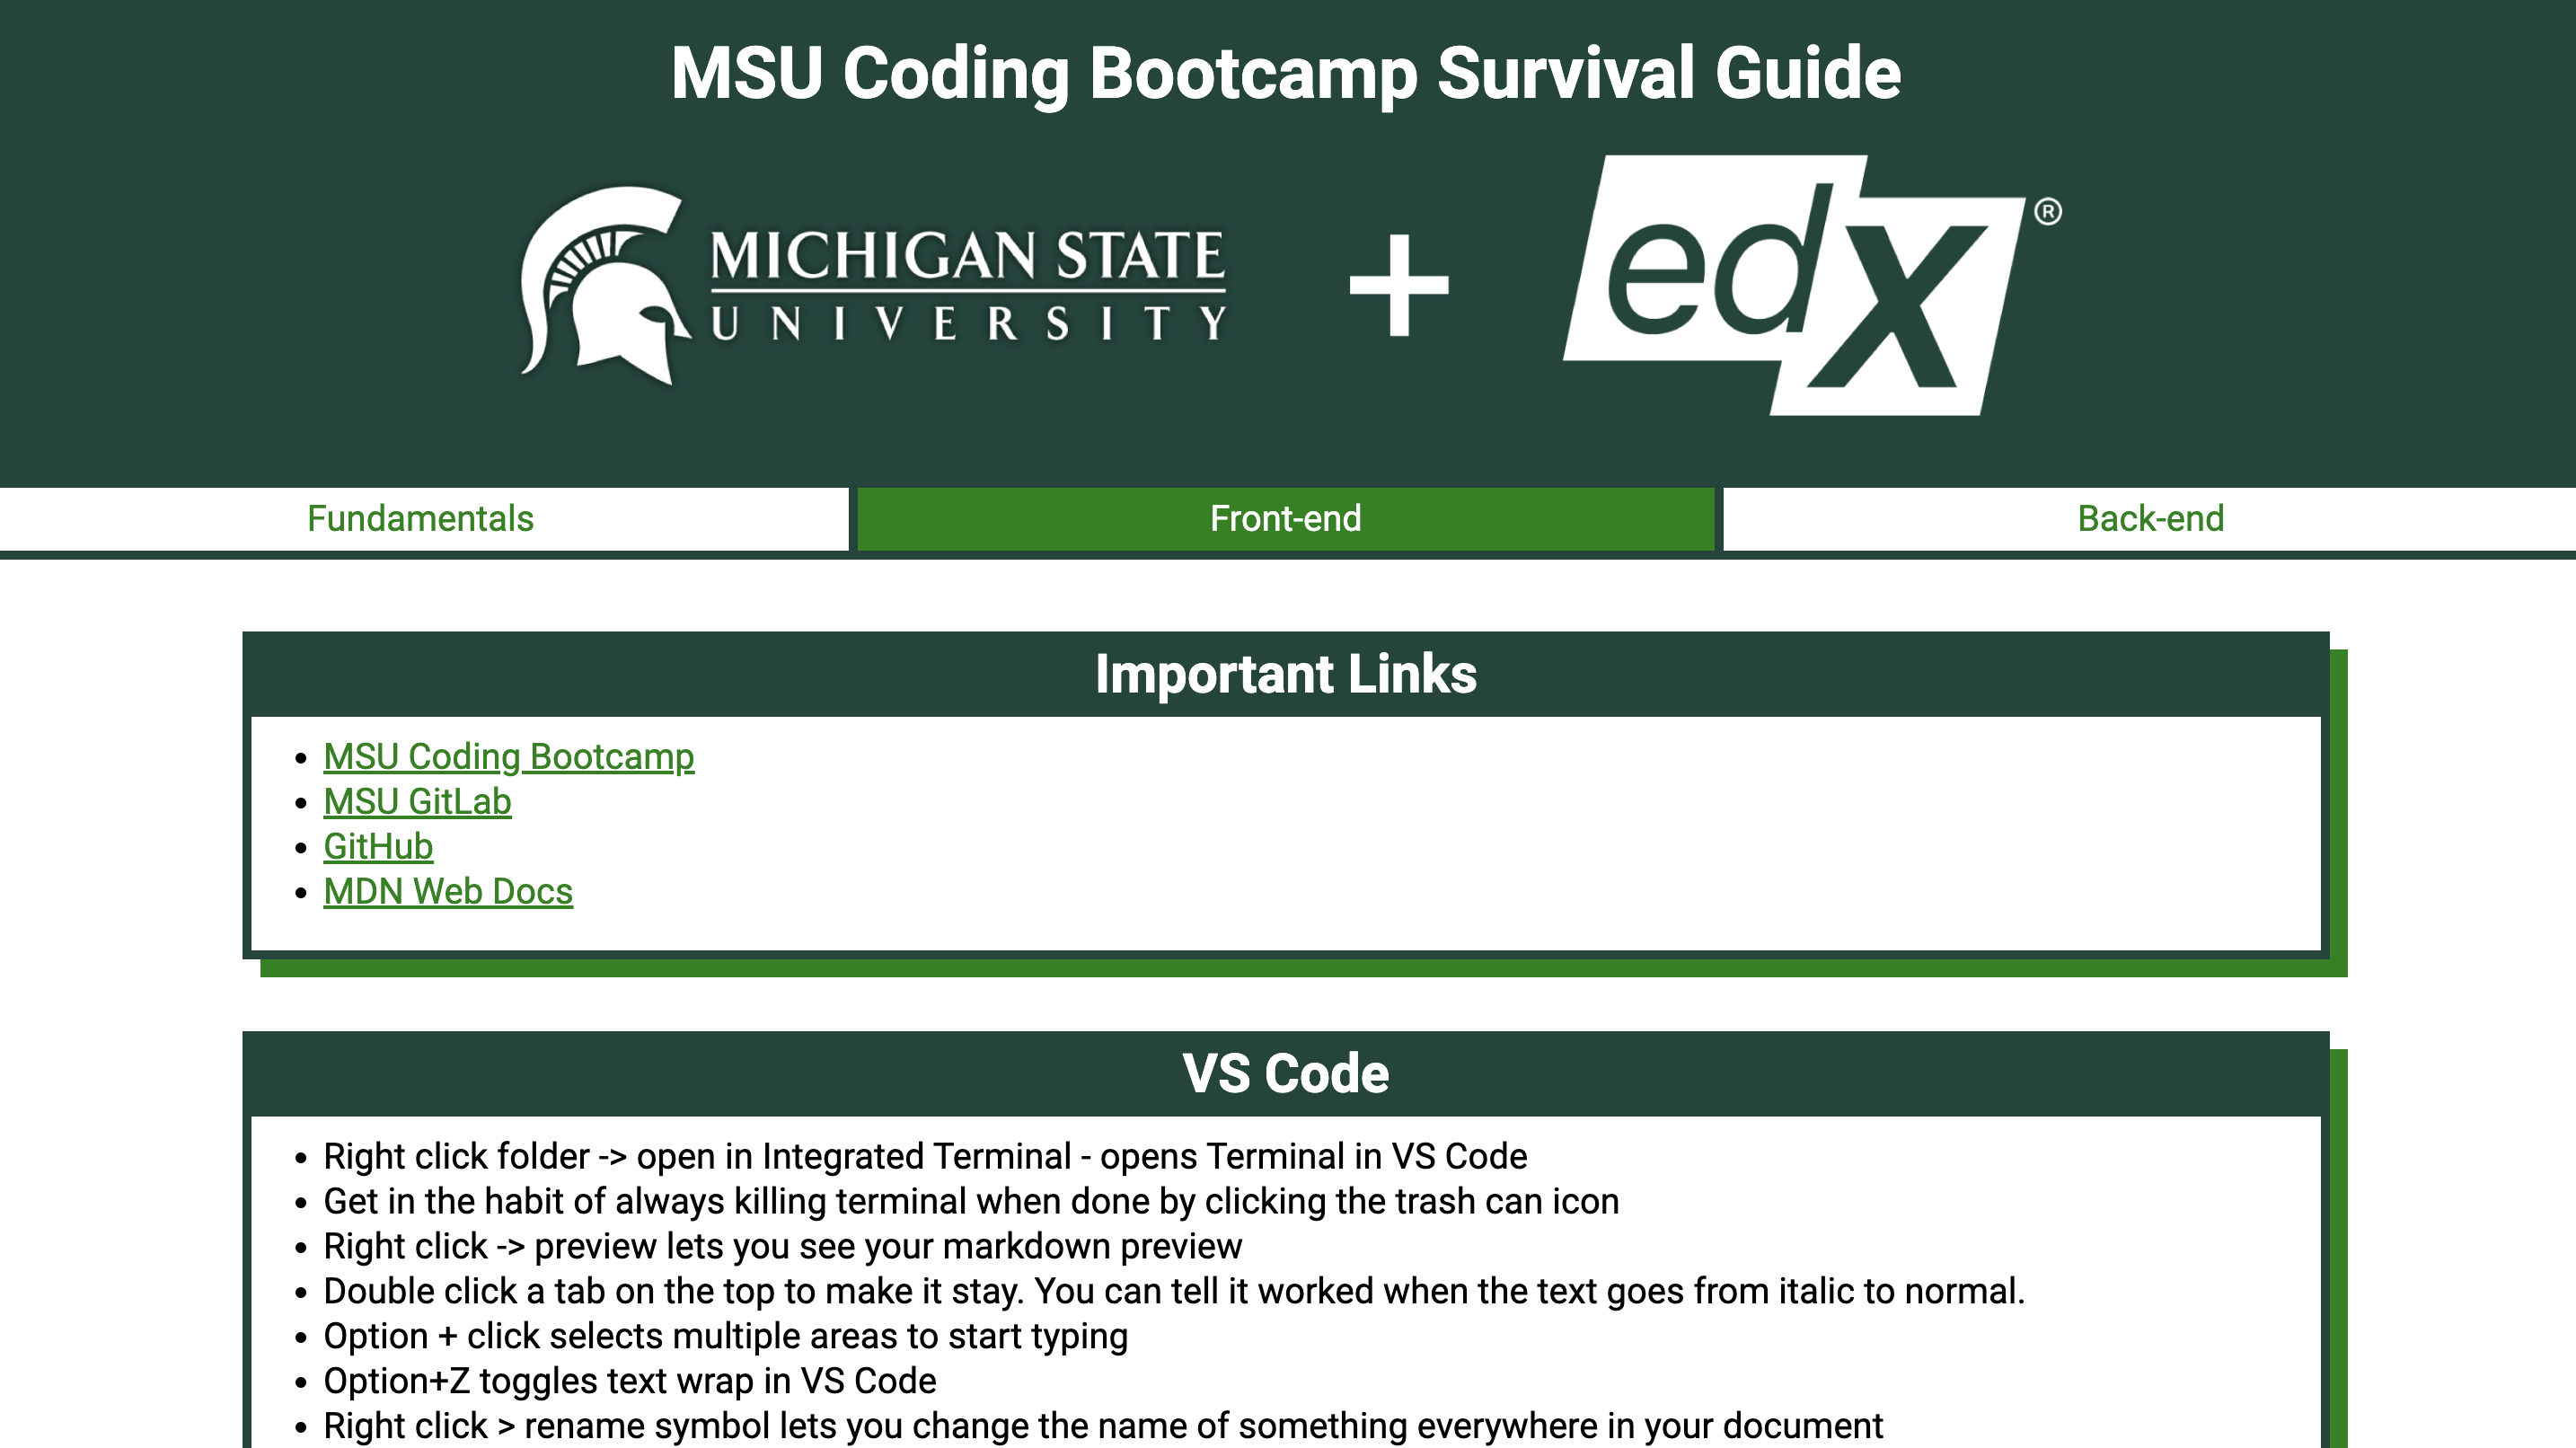 MSU Coding Bootcamp Survival Guide
MICHIGAN STATE
UNIVERSITY
+
edX®
Fundamentals
Front-end
Back-end
Important Links
• MSU Coding Bootcamp
• MSU GitLab
• GitHub
• MDN Web Docs
VS Code
• Right click folder -> open in Integrated Terminal - opens Terminal in VS Code
• Get in the habit of always killing terminal when done by clicking the trash can icon
• Right click -> preview lets you see your markdown preview
• Double click a tab on the top to make it stay. You can tell it worked when the text goes from italic to normal.
• Option + click selects multiple areas to start typing
• Option+Z toggles text wrap in VS Code
• Right click > rename symbol lets you change the name of something everywhere in your document